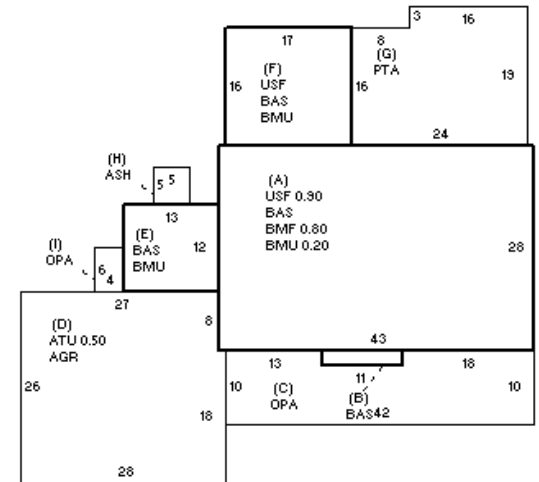 3
16
17
8
(G)
PTA
(F)
USF
BAS
BMU
16
16
19
24
(H)
ASH
5
5
(A)
USF 0.90
BAS
BMF 0.80
BMU 0.20
13
(E)
BAS
BMU
12
28
(I)
OPA
6
4
27
8
(D)
ATU 0.50
AGR
43
13
18
11
26
10
(C)
OPA
(B)
BAS
42
10
18
28